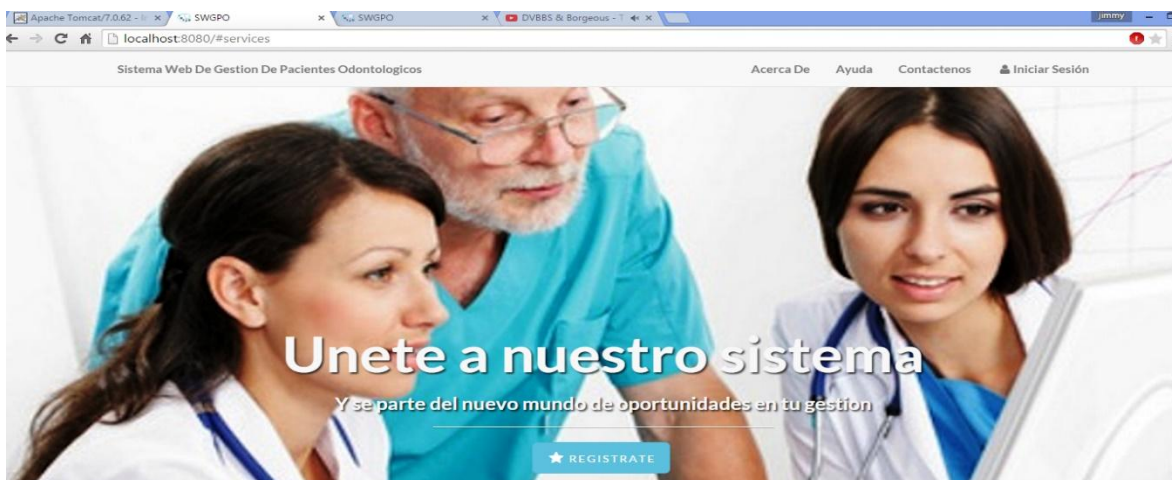 Apache Tomcat/7.0.62 - 
SWGPO
SWGPO
DVBBS & Borgeous - T
jimmy
localhost:8080/#services
Sistema Web De Gestion De Pacientes Odontologicos
Acerca De
Ayuda
Contactenos
Iniciar Sesión
Unete a nuestro sistema
Y se parte del nuevo mundo de oportunidades en tu gestion
REGISTRATE